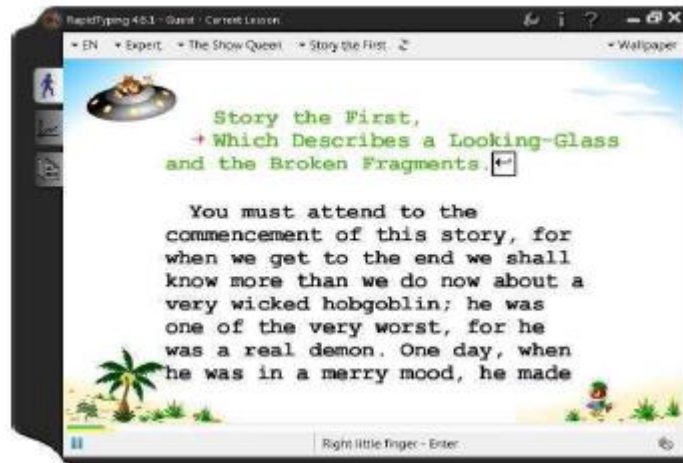 RapidTyping 4.6.1 - Guest - Current Lesson
EN Expert The Show Queen Story the First Wallpaper
Story the First,
Which Describes a Looking-Glass
and the Broken Fragments.
You must attend to the
commencement of this story, for
when we get to the end we shall
know more than we do now about a
very wicked hobgoblin; he was
one of the very worst, for he
was a real demon. One day, when
he was in a merry mood, he made
Right little finger - Enter